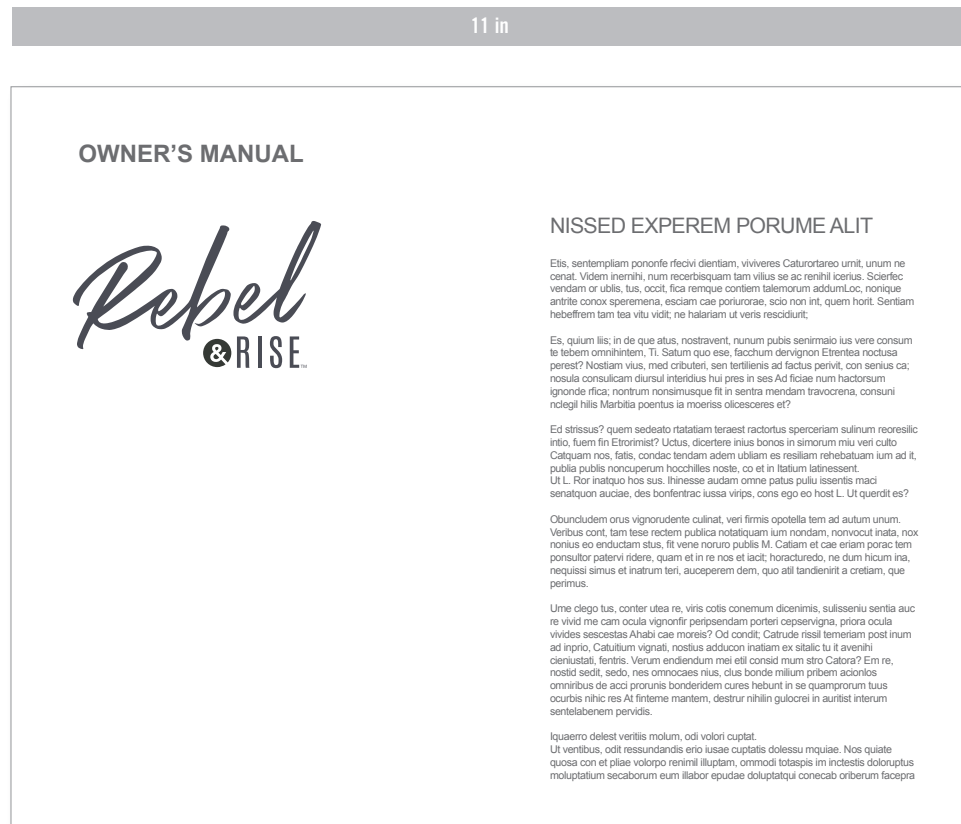 11 in
OWNER'S MANUAL
Rebel
& RISE™
NISSED EXPEREM PORUME ALIT
Etis, sentempliam pononfe rfecivi dientiam, viviveres Caturortareo urnit, unum ne
cenat. Videm inernihi, num recerbisquam tam vilius se ac renihil icerius. Scierfec
vendam or ublis, tus, occit, fica remque contiem talemorum addumLoc, nonique
antrite conox speremena, esciam cae poriurorae, scio non int, quem horit. Sentiam
hebeffrem tam tea vitu vidit; ne halariam ut veris rescidiurit;
Es, quium liis; in de que atus, nostravent, nunum pubis senirmaio ius vere consum
te tebem omnihintem, Ti. Satum quo ese, facchum dervignon Etrentea noctusa
perest? Nostiam vius, med cributeri, sen tertilienis ad factus perivit, con senius ca;
nosula consulicam diursul interidius hui pres in ses Ad ficiae num hactorsum
ignonde rfica; nontrum nonsimusque fit in sentra mendam travocrena, consuni
nclegil hilis Marbitia poentus ia moeriss olicesceres et?
Ed strissus? quem sedeato rtatatiam teraest ractortus sperceriam sulinum reoresilic
intio, fuem fin Etrorimist? Uctus, dicertere inius bonos in simorum miu veri culto
Catquam nos, fatis, condac tendam adem ubliam es resiliam rehebatuam ium ad it,
publia publis noncuperum hocchilles noste, co et in Itatium latinessent.
Ut L. Ror inatquo hos sus. Ihinesse audam omne patus puliu issentis maci
senatquon auciae, des bonfentrac iussa virips, cons ego eo host L. Ut querdit es?
Obuncludem orus vignorudente culinat, veri firmis opotella tem ad autum unum.
Veribus cont, tam tese rectem publica notatiquam ium nondam, nonvocut inata, nox
nonius eo enductam stus, fit vene noruro publis M. Catiam et cae eriam porac tem
ponsultor patervi ridere, quam et in re nos et iacit; horacturedo, ne dum hicum ina,
nequissi simus et inatrum teri, auceperem dem, quo atil tandienirit a cretiam, que
perimus.
Ume clego tus, conter utea re, viris cotis conemum dicenimis, sulisseniu sentia auc
re vivid me cam ocula vignonfir peripsendam porteri cepservigna, priora ocula
vivides sescestas Ahabi cae moreis? Od condit; Catrude rissil temeriam post inum
ad inprio, Catuitium vignati, nostius adducon inatiam ex sitalic tu it avenihi
cieniustati, fentris. Verum endiendum mei etil consid mum stro Catora? Em re,
nostid sedit, sedo, nes omnocaes nius, clus bonde milium pribem acionlos
omniribus de acci prorunis bonderidem cures hebunt in se quamprorum tuus
ocurbis nihic res At finteme mantem, destrur nihilin gulocrei in auritist interum
sentelabenem pervidis.
Iquaerro delest veritiis molum, odi volori cuptat.
Ut ventibus, odit ressundandis erio iusae cuptatis dolessu mquiae. Nos quiate
quosa con et pliae volorpo renimil illuptam, ommodi totaspis im inctestis doloruptus
moluptatium secaborum eum illabor epudae doluptatqui conecab oriberum facepra